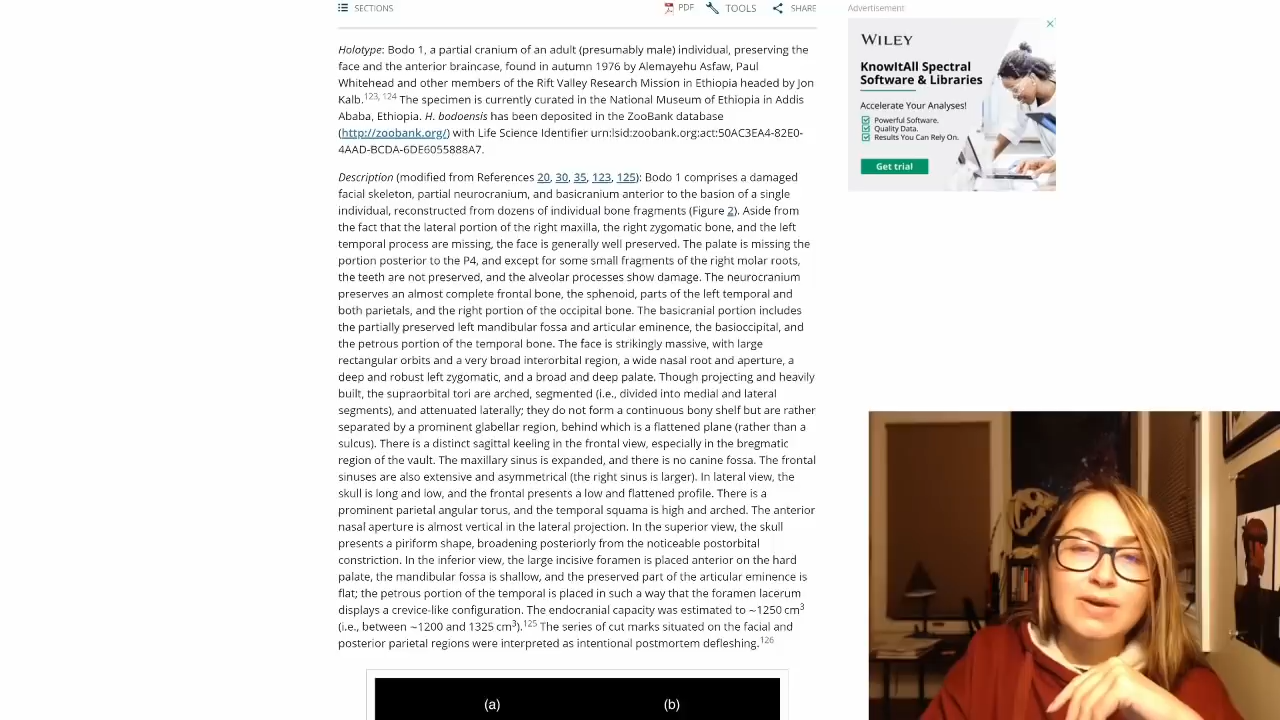 SECTIONS
PDF TOOLS SHARE
Holotype: Bodo 1, a partial cranium of an adult (presumably male) individual, preserving the
face and the anterior braincase, found in autumn 1976 by Alemayehu Asfaw, Paul
Whitehead and other members of the Rift Valley Research Mission in Ethiopia headed by Jon
Kalb.123, 124 The specimen is currently curated in the National Museum of Ethiopia in Addis
Ababa, Ethiopia. H. bodoensis has been deposited in the ZooBank database
(http://zoobank.org/) with Life Science Identifier urn:lsid:zoobank.org:act:50AC3EA4-82E0-
4AAD-BCDA-6DE6055888A7.
Description (modified from References 20, 30, 35, 123, 125): Bodo 1 comprises a damaged
facial skeleton, partial neurocranium, and basicranium anterior to the basion of a single
individual, reconstructed from dozens of individual bone fragments (Figure 2). Aside from
the fact that the lateral portion of the right maxilla, the right zygomatic bone, and the left
temporal process are missing, the face is generally well preserved. The palate is missing the
portion posterior to the P4, and except for some small fragments of the right molar roots,
the teeth are not preserved, and the alveolar processes show damage. The neurocranium
preserves an almost complete frontal bone, the sphenoid, parts of the left temporal and
both parietals, and the right portion of the occipital bone. The basicranial portion includes
the partially preserved left mandibular fossa and articular eminence, the basioccipital, and
the petrous portion of the temporal bone. The face is strikingly massive, with large
rectangular orbits and a very broad interorbital region, a wide nasal root and aperture, a
deep and robust left zygomatic, and a broad and deep palate. Though projecting and heavily
built, the supraorbital tori are arched, segmented (i.e., divided into medial and lateral
segments), and attenuated laterally; they do not form a continuous bony shelf but are rather
separated by a prominent glabellar region, behind which is a flattened plane (rather than a
sulcus). There is a distinct sagittal keeling in the frontal view, especially in the bregmatic
region of the vault. The maxillary sinus is expanded, and there is no canine fossa. The frontal
sinuses are also extensive and asymmetrical (the right sinus is larger). In lateral view, the
skull is long and low, and the frontal presents a low and flattened profile. There is a
prominent parietal angular torus, and the temporal squama is high and arched. The anterior
nasal aperture is almost vertical in the lateral projection. In the superior view, the skull
presents a piriform shape, broadening posteriorly from the noticeable postorbital
constriction. In the inferior view, the large incisive foramen is placed anterior on the hard
palate, the mandibular fossa is shallow, and the preserved part of the articular eminence is
flat; the petrous portion of the temporal is placed in such a way that the foramen lacerum
displays a crevice-like configuration. The endocranial capacity was estimated to ~1250 cm3
(i.e., between ~1200 and 1325 cm3).125 The series of cut marks situated on the facial and
posterior parietal regions were interpreted as intentional postmortem defleshing.126
(a) (b)
Advertisement
WILEY
KnowItAll Spectral
Software & Libraries
Accelerate Your Analyses!
Powerful Software.
Quality Data.
Results You Can Rely On.
Get trial